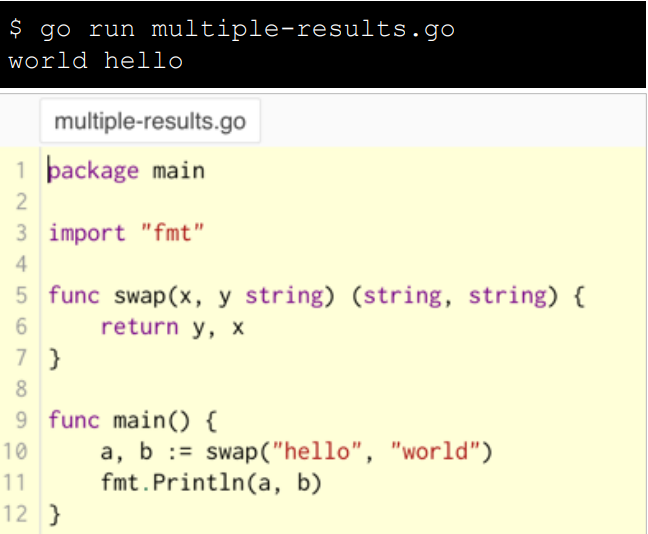 $ go run multiple-results.go
world hello
multiple-results.go
1 package main
2
3 import "fmt"
4
5 func swap(x, y string) (string, string) {
6     return y, x
7 }
8
9 func main() {
10     a, b := swap("hello", "world")
11     fmt.Println(a, b)
12 }